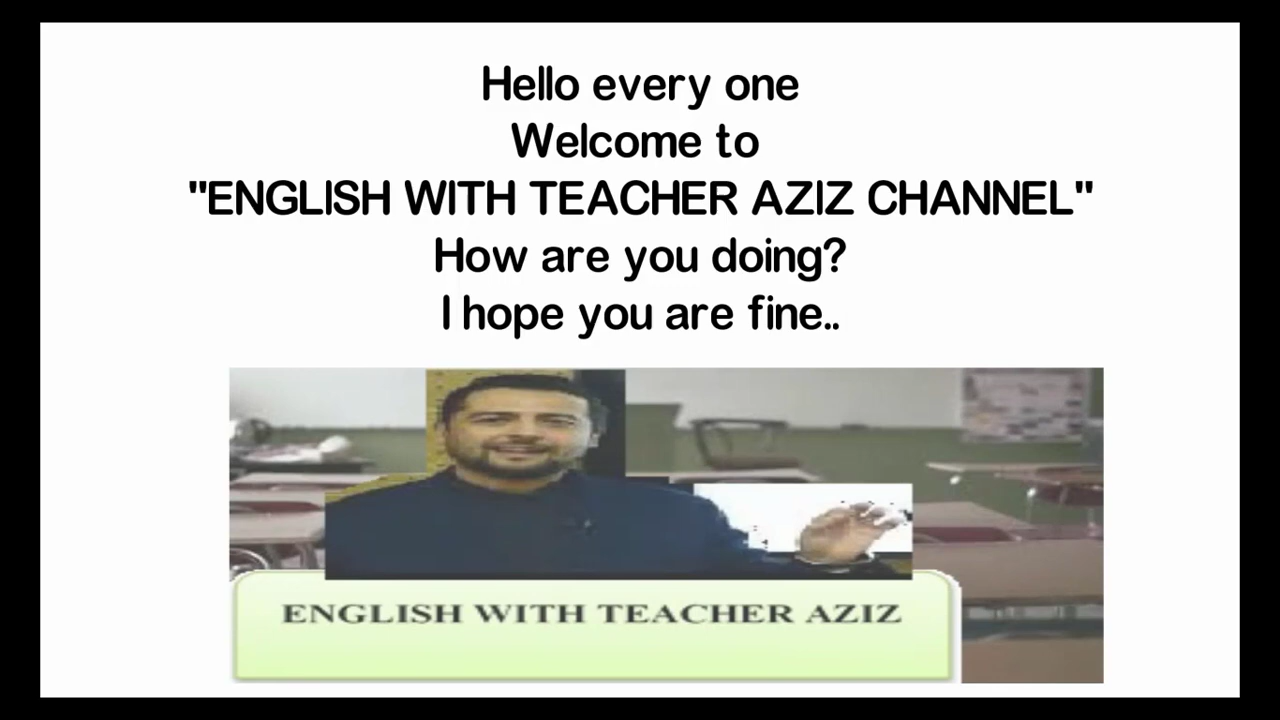 Hello every one
Welcome to
"ENGLISH WITH TEACHER AZIZ CHANNEL"
How are you doing?
I hope you are fine..
ENGLISH WITH TEACHER AZIZ